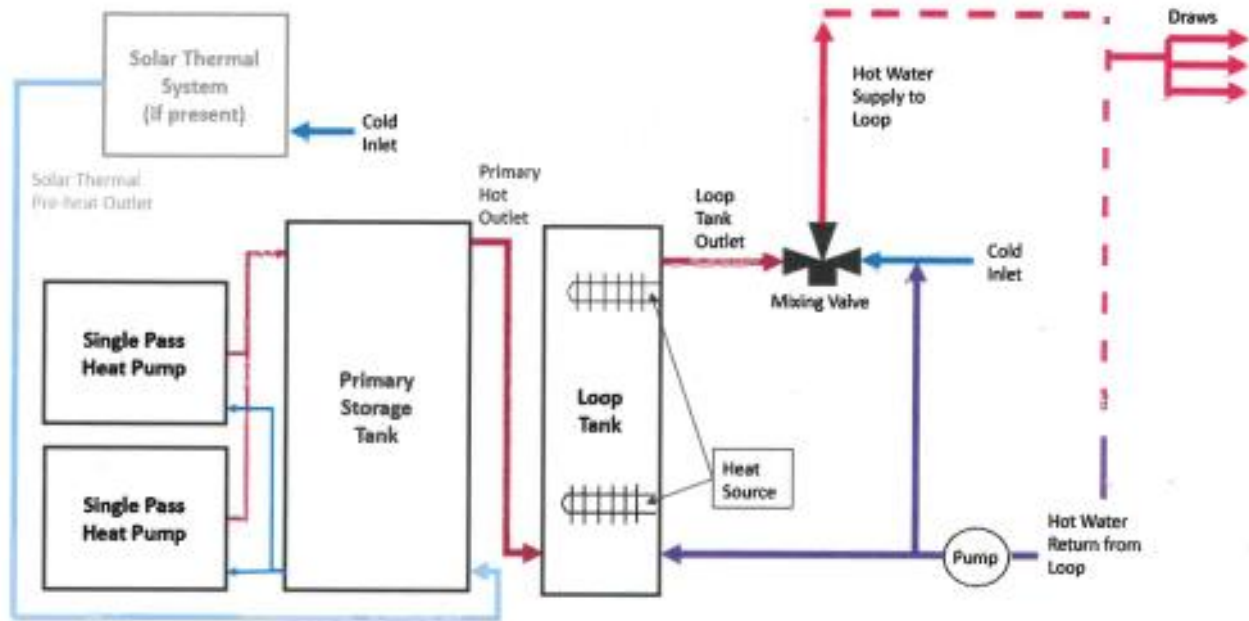 Solar Thermal
System
(if present)
Cold
Inlet
Solar Thermal
Pre-heat Outlet
Primary
Hot
Outlet
Single Pass
Heat Pump
Single Pass
Heat Pump
Primary
Storage
Tank
Loop
Tank
Heat
Source
Loop
Tank
Outlet
Hot Water
Supply to
Loop
Mixing Valve
Cold
Inlet
Draws
Pump
Hot Water
Return from
Loop